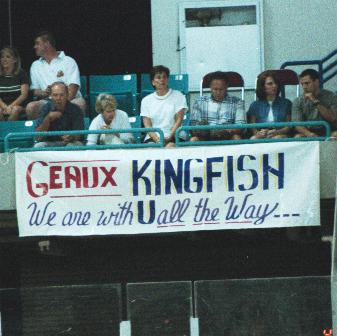 GEAUX KINGFISH
We are with U all the Way---